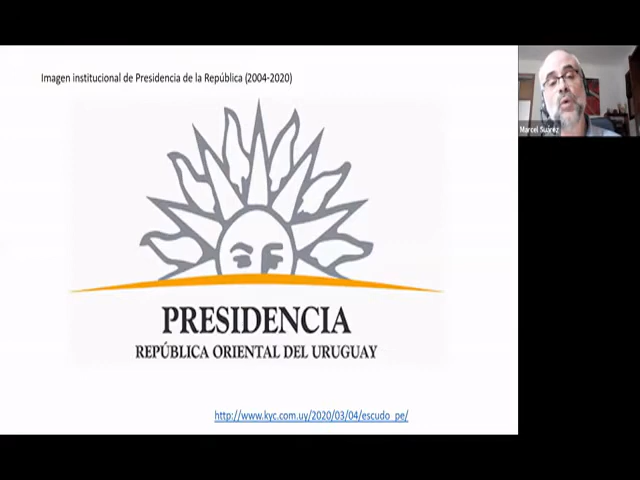 Imagen institucional de Presidencia de la República (2004-2020)
Marcel Suárez
PRESIDENCIA
REPÚBLICA ORIENTAL DEL URUGUAY
http://www.kyc.com.uy/2020/03/04/escudo_pe/